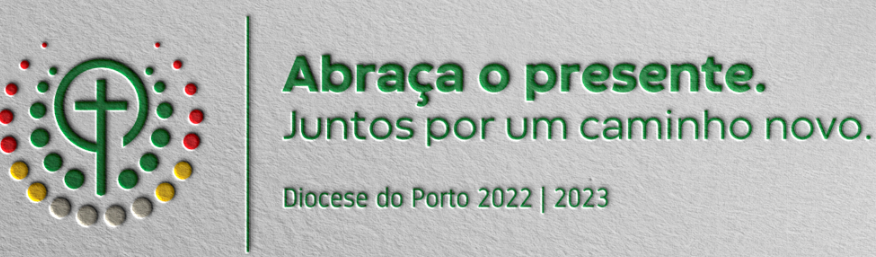 Abraça o presente.
Juntos por um caminho novo.
Diocese do Porto 2022 | 2023